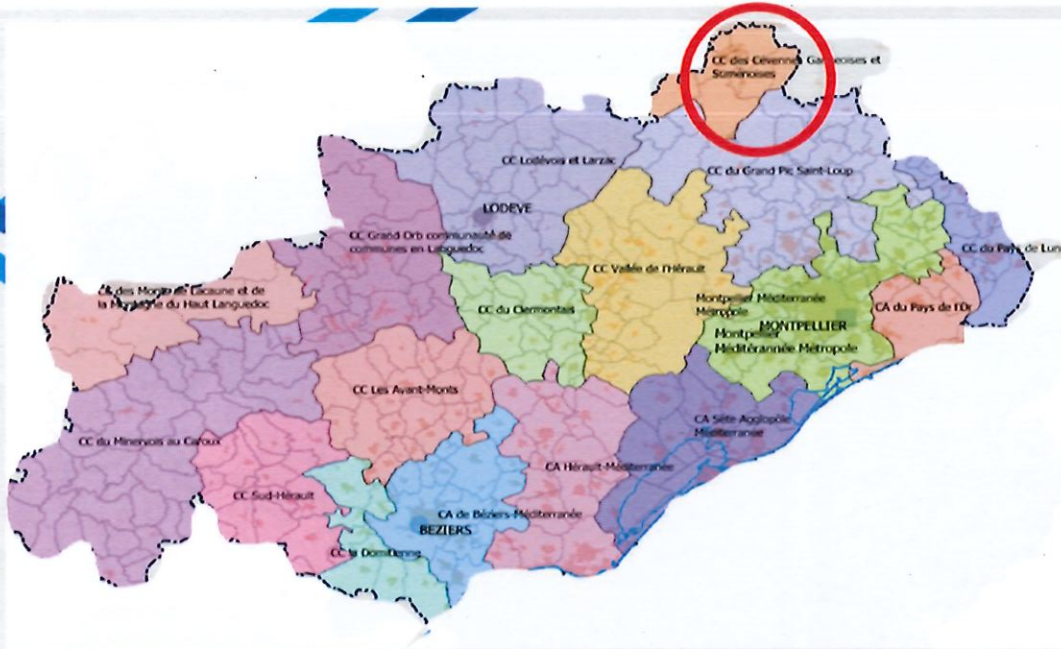 CC des Cévennes Gangeoises et
Suménoises
CC Lodévois et Larzac
CC du Grand Pic Saint-Loup
LODEVE
CC Grand Orb communauté de
communes en Languedoc
CC du Pays de Lun
CC Vallée de l'Hérault
CC des Monts de Lacaune et de
la Montagne du Haut Languedoc
Montpellier Méditerranée
Métropole
CC du Clermontais
CA du Pays de l'Or
MONTPELLIER
Montpellier
Méditérannée Métropole
CC Les Avant-Monts
CA Sète Agglopôle
Méditerranée
CC du Minervois au Caroux
CA Hérault-Méditerranée
CC Sud-Hérault
CA de Béziers-Méditerranée
BEZIERS
CC la Domitienne